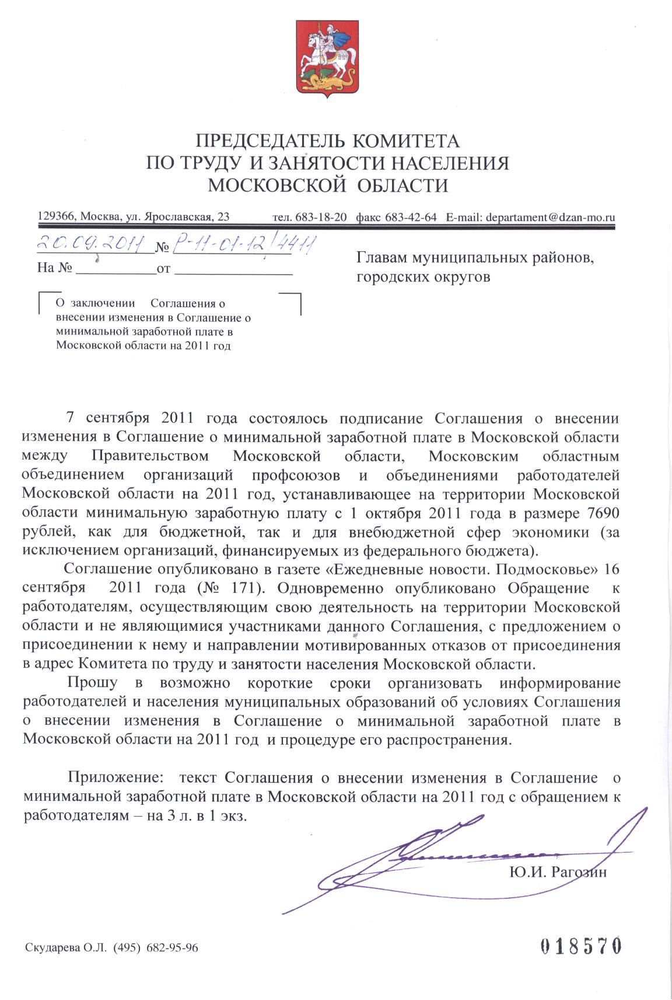 ПРЕДСЕДАТЕЛЬ КОМИТЕТА
ПО ТРУДУ И ЗАНЯТОСТИ НАСЕЛЕНИЯ
МОСКОВСКОЙ ОБЛАСТИ
129366, Москва, ул. Ярославская, 23 тел. 683-18-20 факс 683-42-64 E-mail: departament@dzan-mo.ru
20.09.2011 № Р-11-01-12/4411
На № ____________от __________________
Главам муниципальных районов,
городских округов
О заключении Соглашения о
внесении изменения в Соглашение о
минимальной заработной плате в
Московской области на 2011 год
7 сентября 2011 года состоялось подписание Соглашения о внесении
изменения в Соглашение о минимальной заработной плате в Московской области
между Правительством Московской области, Московским областным
объединением организаций профсоюзов и объединениями работодателей
Московской области на 2011 год, устанавливающее на территории Московской
области минимальную заработную плату с 1 октября 2011 года в размере 7690
рублей, как для бюджетной, так и для внебюджетной сфер экономики (за
исключением организаций, финансируемых из федерального бюджета).
Соглашение опубликовано в газете «Ежедневные новости. Подмосковье» 16
сентября 2011 года (№ 171). Одновременно опубликовано Обращение к
работодателям, осуществляющим свою деятельность на территории Московской
области и не являющимися участниками данного Соглашения, с предложением о
присоединении к нему и направлении мотивированных отказов от присоединения
в адрес Комитета по труду и занятости населения Московской области.
Прошу в возможно короткие сроки организовать информирование
работодателей и населения муниципальных образований об условиях Соглашения
о внесении изменения в Соглашение о минимальной заработной плате в
Московской области на 2011 год и процедуре его распространения.
Приложение: текст Соглашения о внесении изменения в Соглашение о
минимальной заработной плате в Московской области на 2011 год с обращением к
работодателям – на 3 л. в 1 экз.
Ю.И. Рагозин
Скударева О.Л. (495) 682-95-96
018570